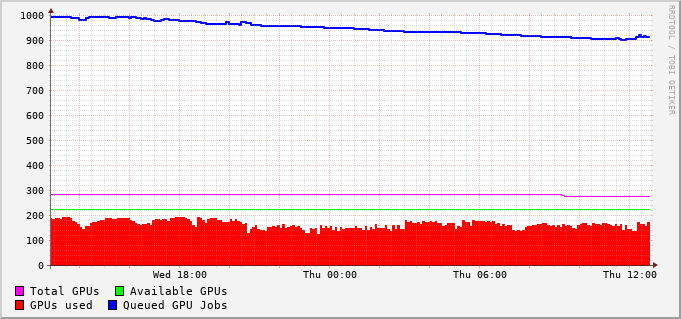 1000
900
800
700
600
500
400
300
200
100
0
Wed 18:00 Thu 00:00 Thu 06:00 Thu 12:00
Total GPUs Available GPUs
GPUs used Queued GPU Jobs
RRDTOOL / TOBI OETIKER